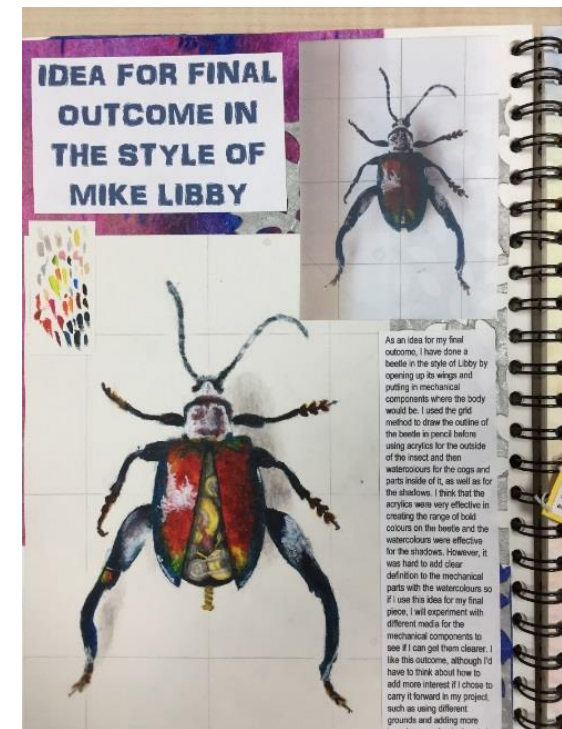 IDEA FOR FINAL
OUTCOME IN
THE STYLE OF
MIKE LIBBY
As an idea for my final
outcome, I have done a
beetle in the style of Libby by
opening up its wings and
putting in mechanical
components where the body
would be. I used the grid
method to draw the outline of
the beetle in pencil before
using acrylics for the outside
of the insect and then
watercolours for the cogs and
parts inside of it, as well as for
the shadows. I think that the
acrylics were very effective in
creating the range of bold
colours on the beetle and the
watercolours were effective
for the shadows. However, it
was hard to add clear
definition to the mechanical
parts with the watercolours so
if I use this idea for my final
piece, I will experiment with
different media for the
mechanical components to
see if I can get them clearer. I
like this outcome, although I'd
have to think about how to
add more interest if I chose to
carry it forward in my project,
such as using different
grounds and adding more